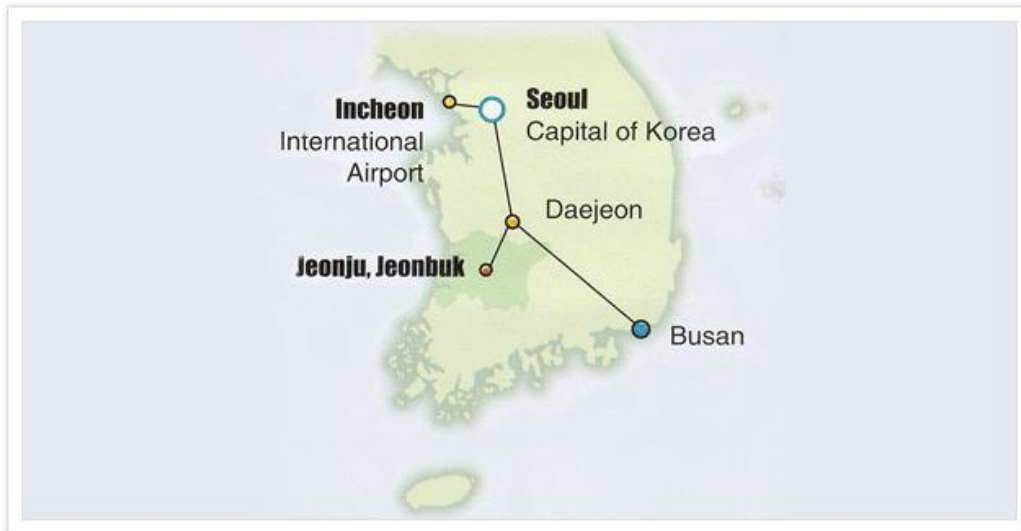 Incheon
International
Airport
Seoul
Capital of Korea
Daejeon
Jeonju, Jeonbuk
Busan